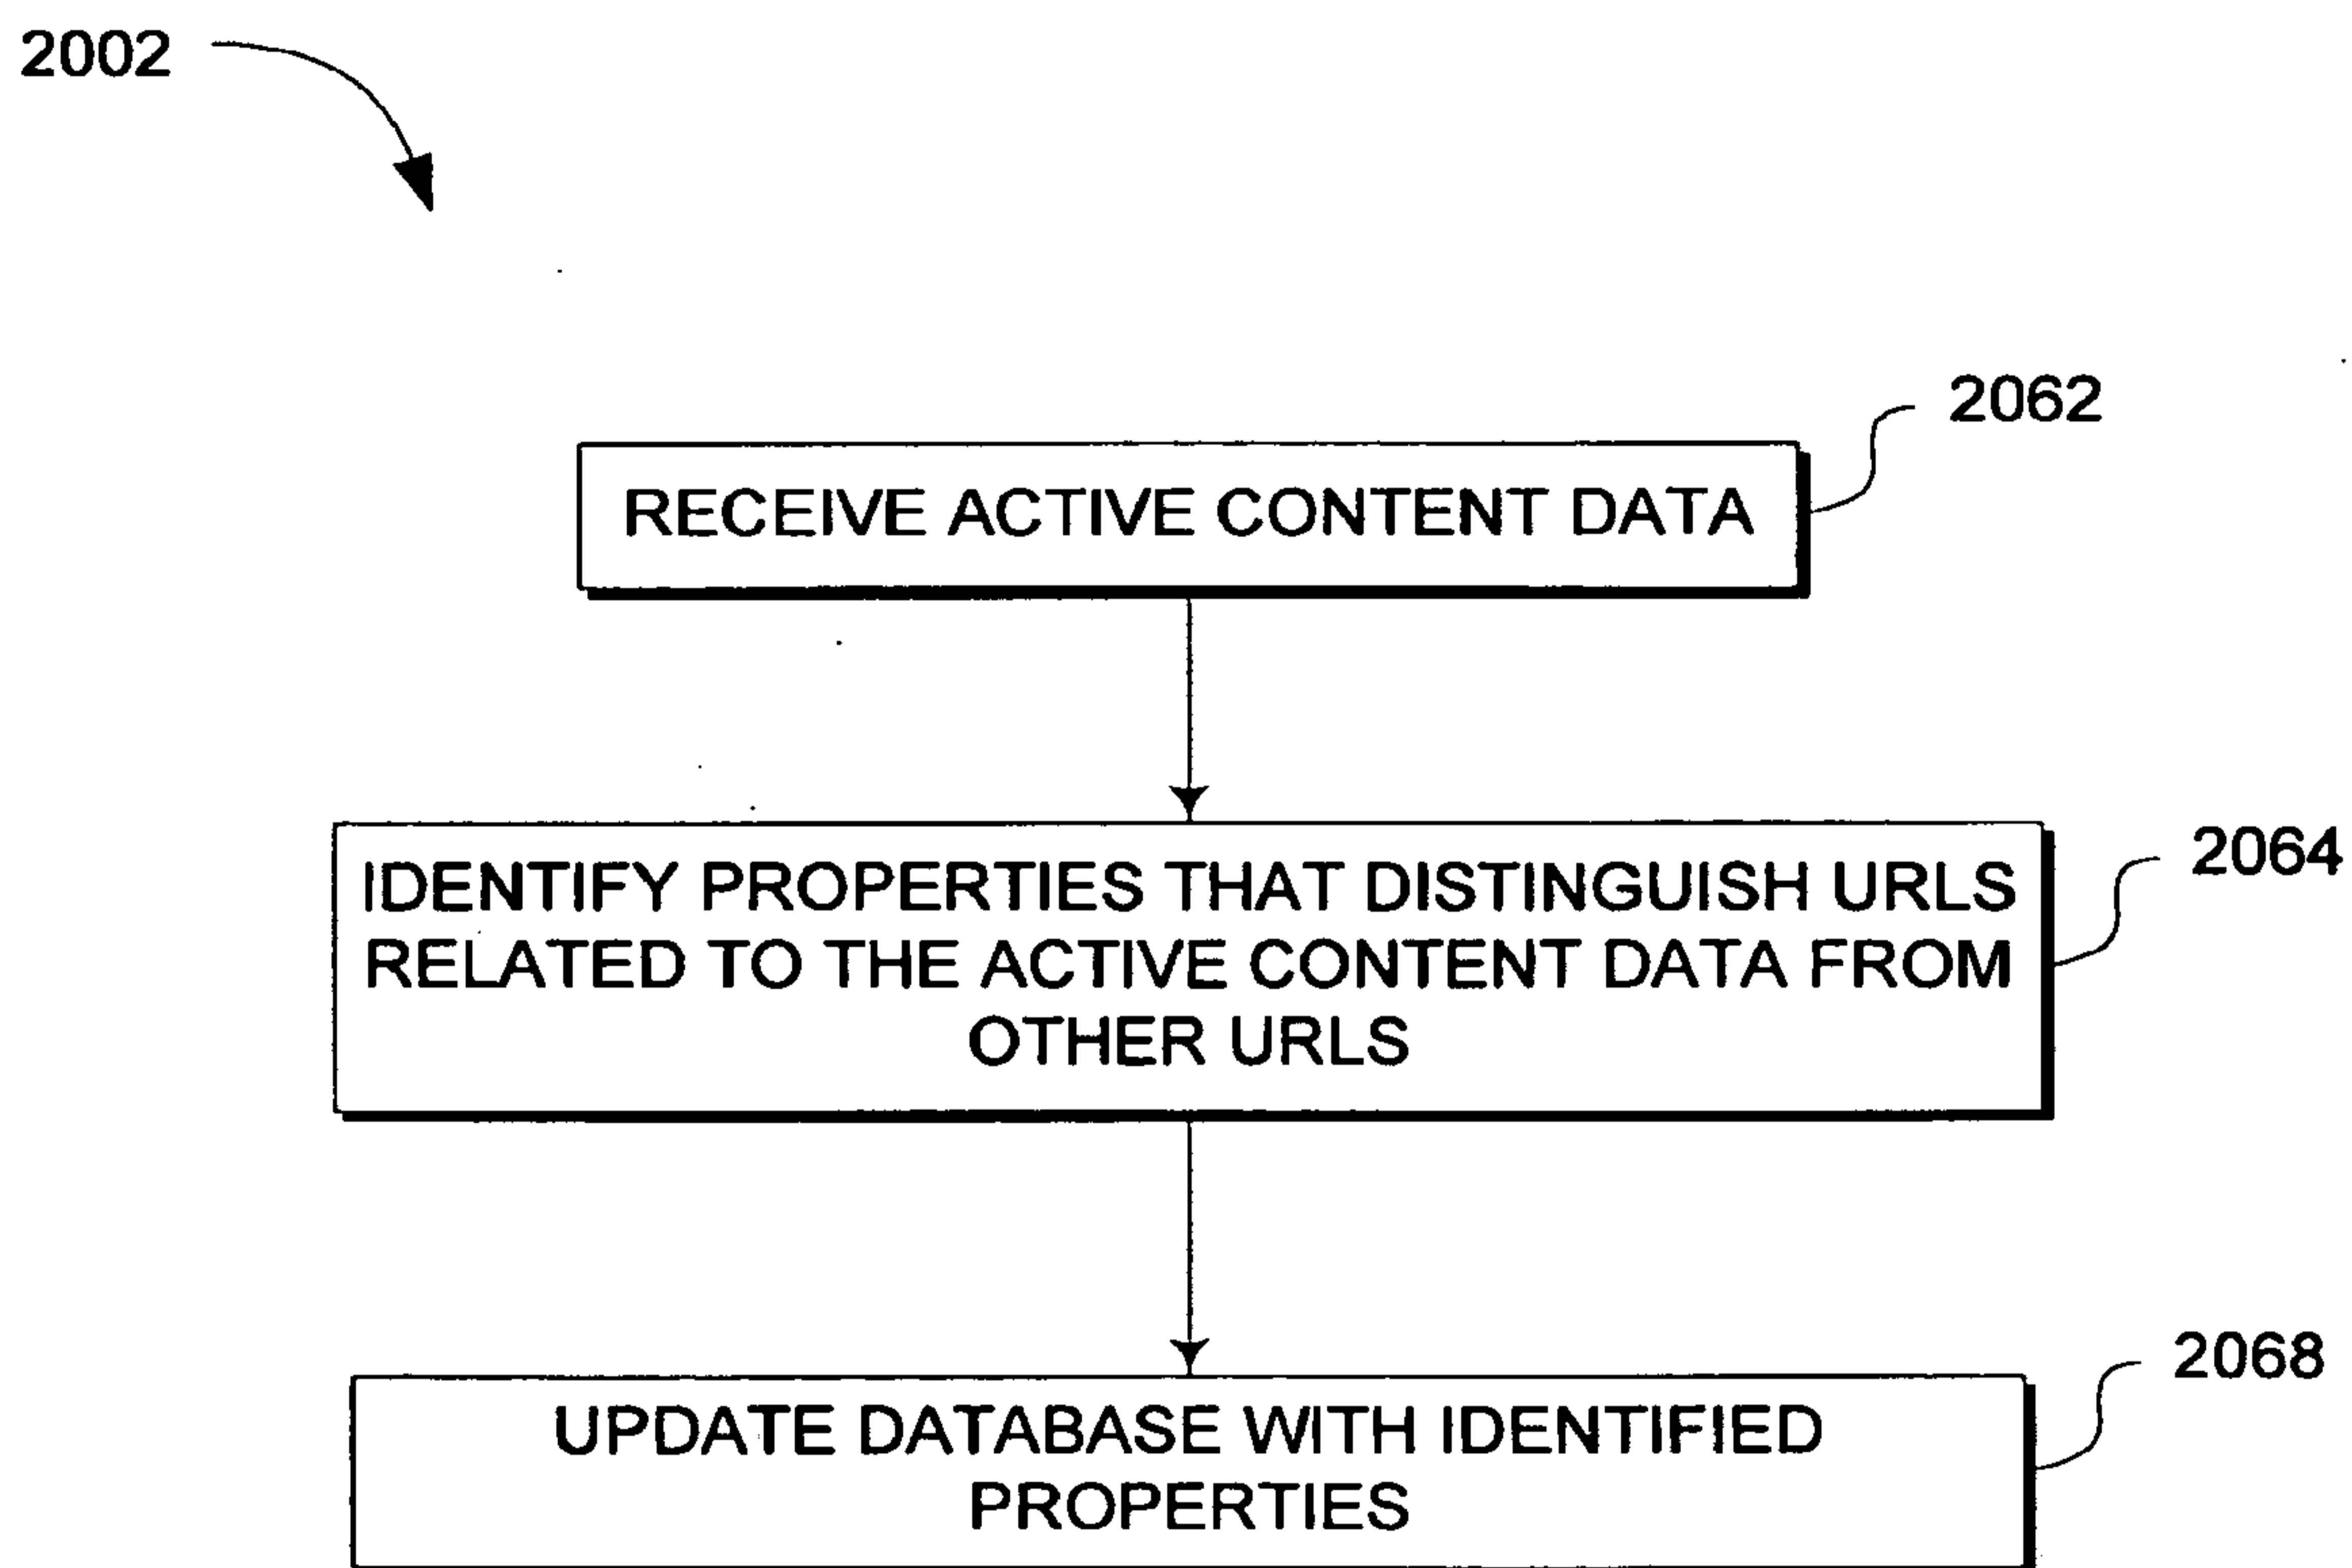 2002
2062
RECEIVE ACTIVE CONTENT DATA
2064
IDENTIFY PROPERTIES THAT DISTINGUISH URLS
RELATED TO THE ACTIVE CONTENT DATA FROM
OTHER URLS
2068
UPDATE DATABASE WITH IDENTIFIED
PROPERTIES